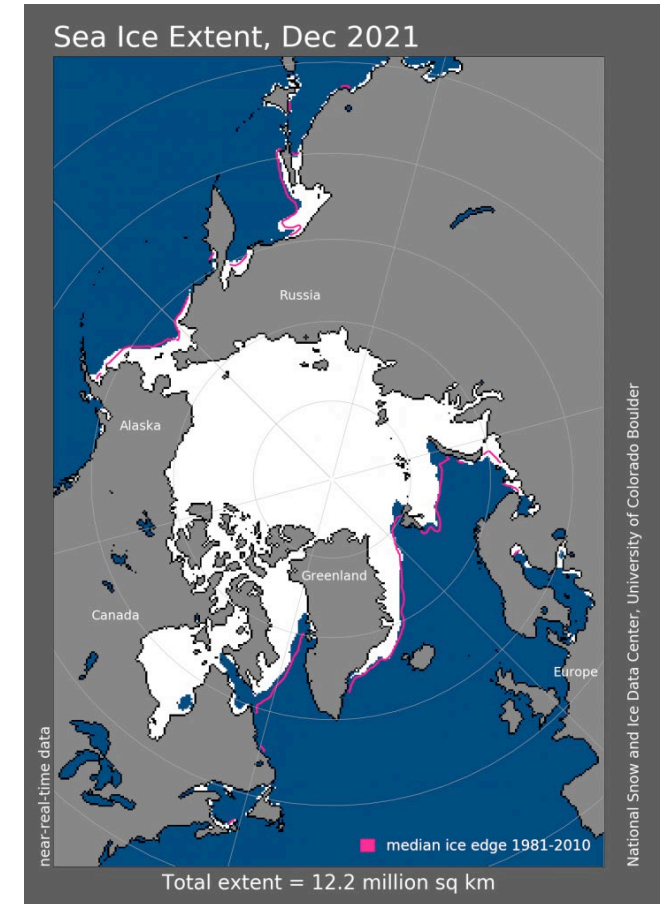 Sea Ice Extent, Dec 2021
Russia
Alaska
Greenland
Canada
Europe
near-real-time data
National Snow and Ice Data Center, University of Colorado Boulder
median ice edge 1981-2010
Total extent = 12.2 million sq km